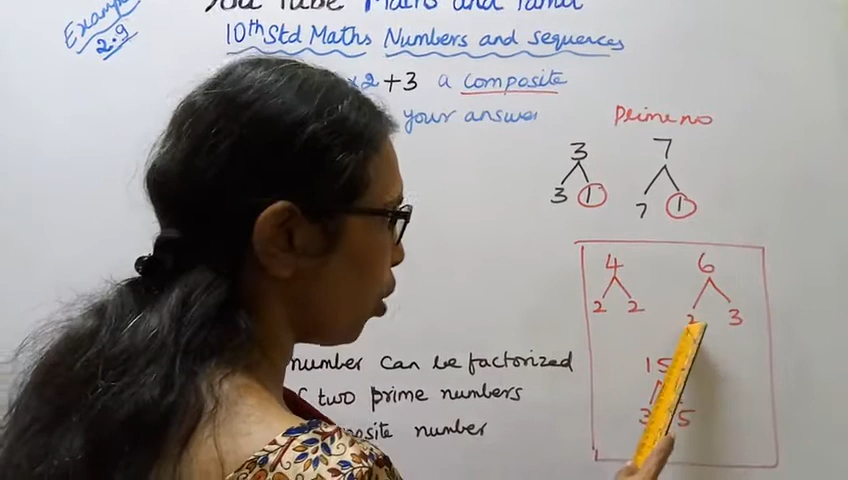 You Tube Maths and Tamil
Example
2.9
10th Std Maths Numbers and sequences
×2 + 3 a composite
your answer
Prime no
3 7
3 1 7 1
4 6
2 2 2 3
number can be factorized
15
two prime numbers
3 5
number